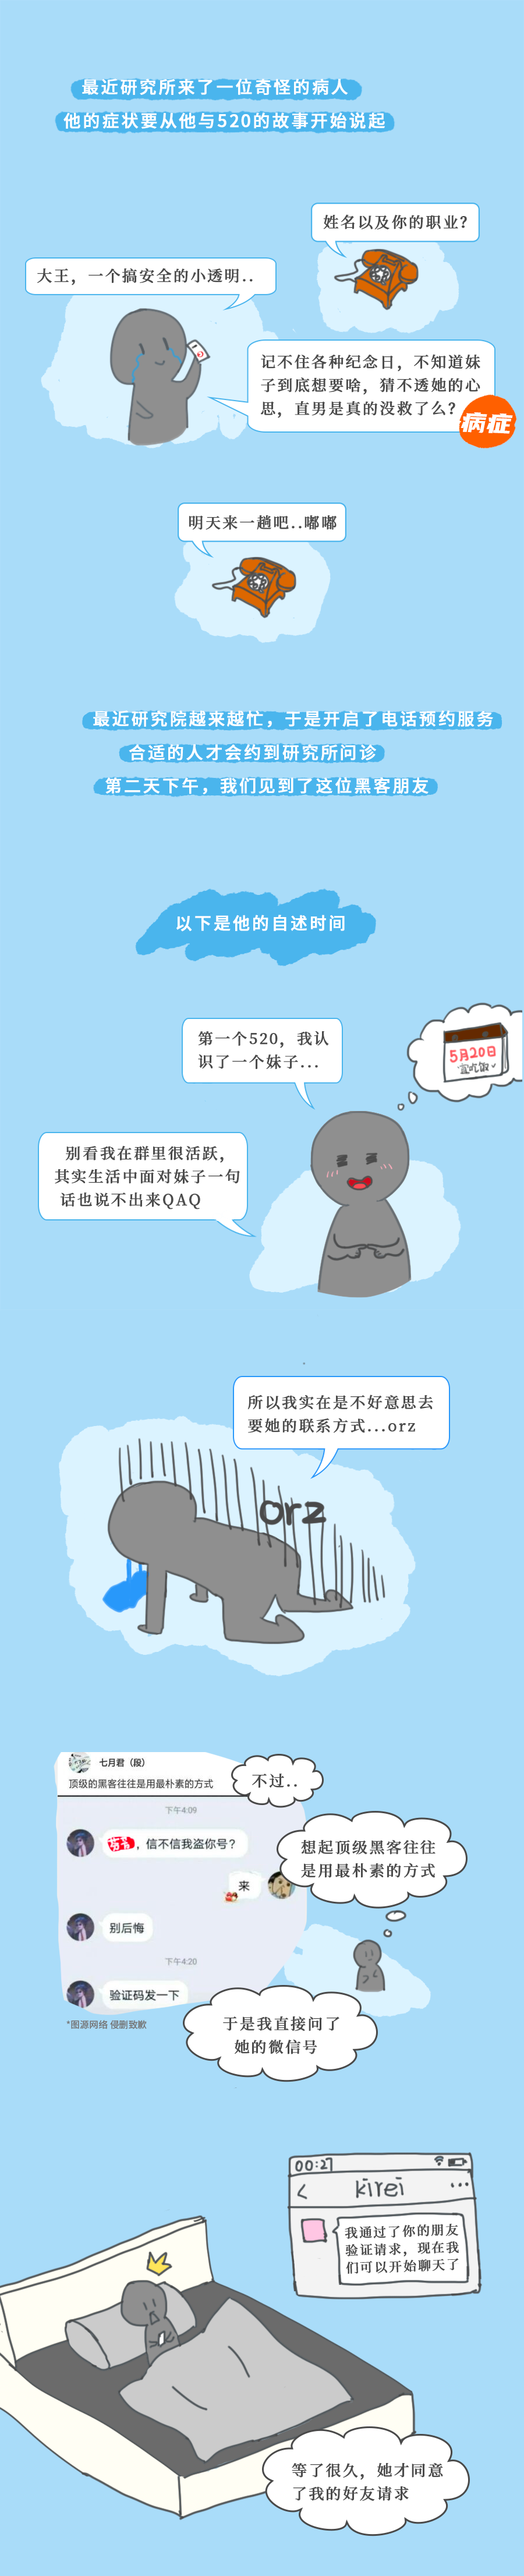 最近研究所来了一位奇怪的病人
他的症状要从他与520的故事开始说起
姓名以及你的职业?
大王，一个搞安全的小透明..
记不住各种纪念日，不知道妹
子到底想要啥，猜不透她的心
思，直男是真的没救了么?
病症
明天来一趟吧..嘟嘟
最近研究院越来越忙，于是开启了电话预约服务
合适的人才会约到研究所问诊
第二天下午，我们见到了这位黑客朋友
以下是他的自述时间
5月20日
第一个520，我认
识了一个妹子...
别看我在群里很活跃，
其实生活中面对妹子一句
话也说不出来QAQ
所以我实在是不好意思去
要她的联系方式...orz
orz
七月君（段）
顶级的黑客往往是用最朴素的方式
不过..
下午4:09
，信不信我盗你号？
想起顶级黑客往往
是用最朴素的方式
来
别后悔
下午4:20
验证码发一下
*图源网络 侵删致歉
于是我直接问了
她的微信号
00:27
kirei
我通过了你的朋友
验证请求，现在我
们可以开始聊天了
等了很久，她才同意
了我的好友请求